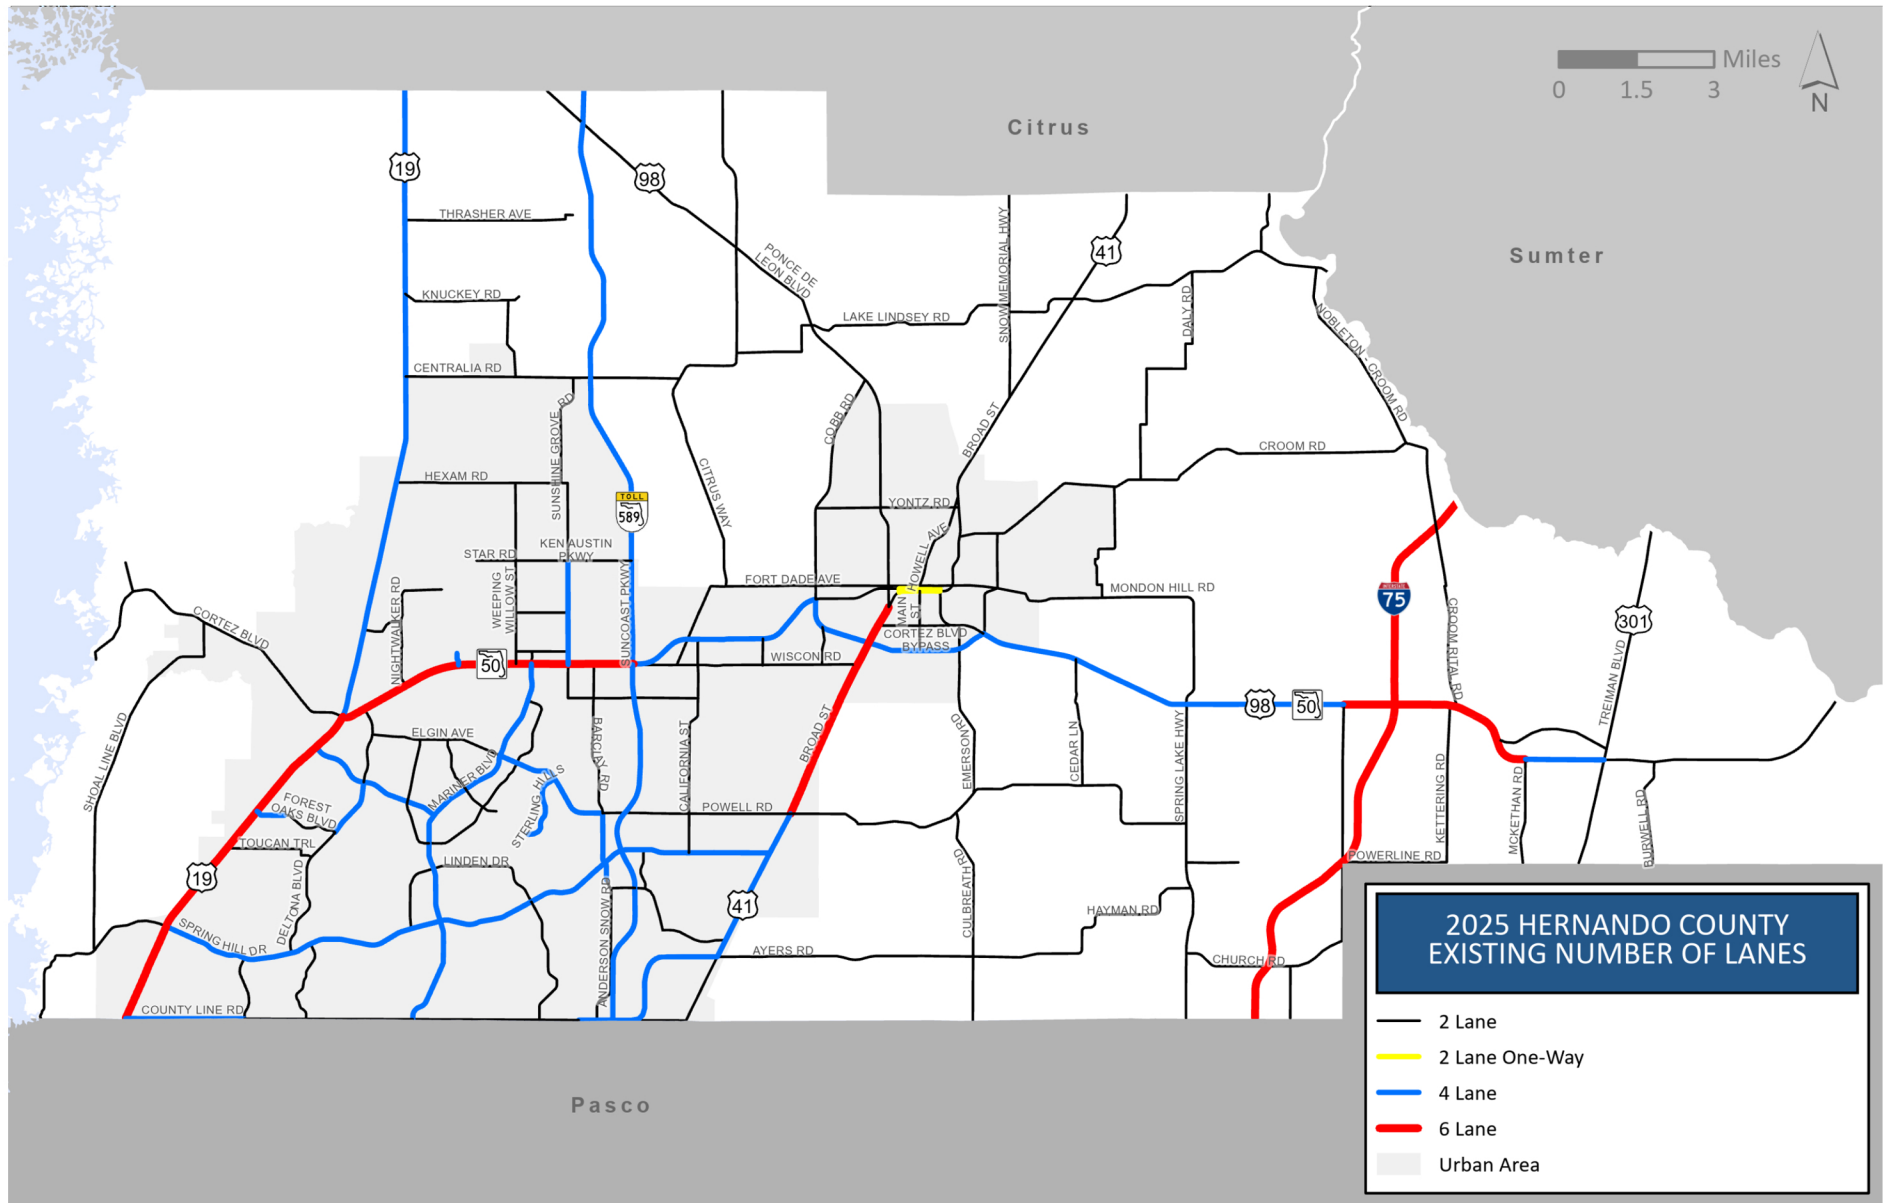 Miles
0 1.5 3
N
Citrus
Sumter
Pasco
19
98
THRASHER AVE
PONCE DE
LEON BLVD
SNOW MEMORIAL HWY
41
KNUCKEY RD
LAKE LINDSEY RD
DALY RD
NOBLETON - CROOM RD
CENTRALIA RD
SUNSHINE GROVE RD
COBB RD
BROAD ST
CROOM RD
HEXAM RD
CITRUS WAY
TOLL
589
YONTZ RD
KEN AUSTIN
PKWY
STAR RD
HOWELL AVE
WEEPING
WILLOW ST
SUNCOAST PKWY
FORT DADE AVE
MONDON HILL RD
NIGHTWALKER RD
CORTEZ BLVD
MAIN
ST
CORTEZ BLVD
BYPASS
75
CROOM RITAL RD
301
TREIMAN BLVD
50
WISCON RD
98
50
SHOAL LINE BLVD
ELGIN AVE
BARCLAY RD
CALIFORNIA ST
BROAD ST
EMERSON RD
CEDAR LN
SPRING LAKE HWY
KETTERING RD
MCKETHAN RD
BURWELL RD
MARINER BLVD
STERLING HILLS
FOREST
OAKS BLVD
POWELL RD
TOUCAN TRL
LINDEN DR
POWERLINE RD
19
DELTONA BLVD
ANDERSON SNOW RD
41
CULBREATH RD
HAYMAN RD
SPRING HILL DR
AYERS RD
CHURCH RD
COUNTY LINE RD
2025 HERNANDO COUNTY
EXISTING NUMBER OF LANES
2 Lane
2 Lane One-Way
4 Lane
6 Lane
Urban Area